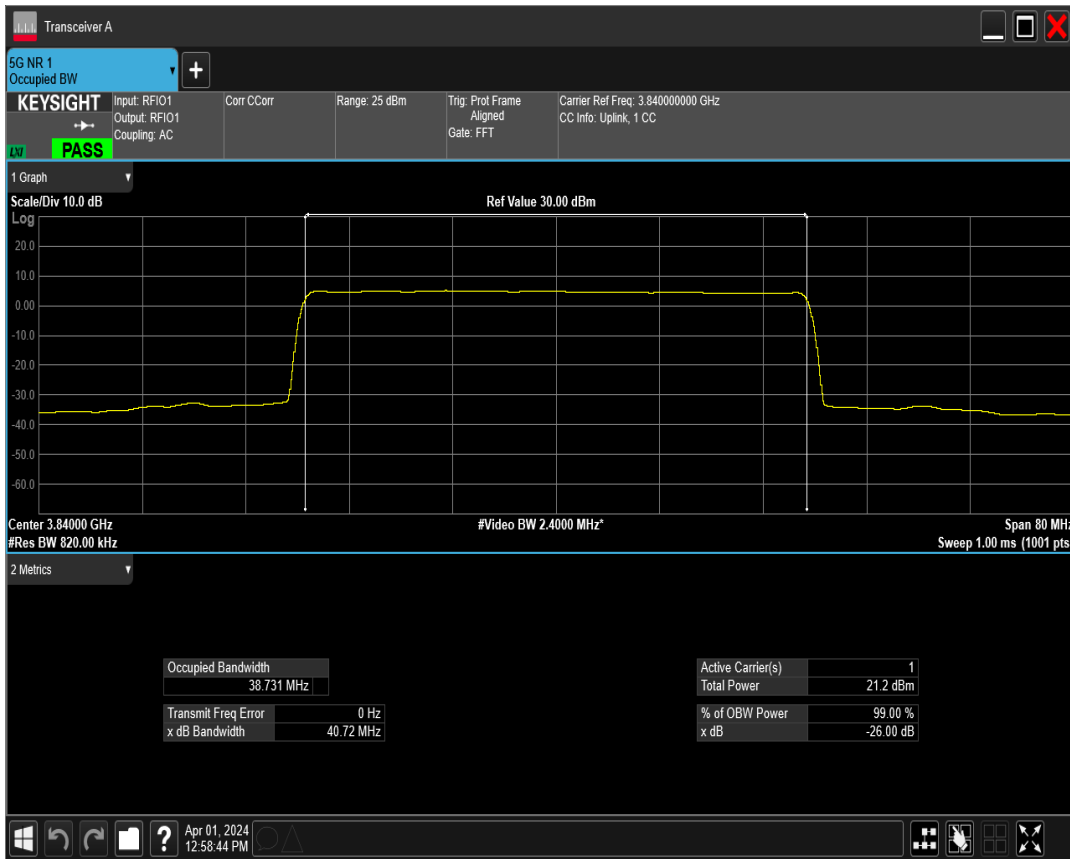 Transceiver A
5G NR 1
Occupied BW
KEYSIGHT
LXI
PASS
Input: RFIO1
Output: RFIO1
Coupling: AC
Corr CCorr
Range: 25 dBm
Trig: Prot Frame
Aligned
Gate: FFT
Carrier Ref Freq: 3.840000000 GHz
CC Info: Uplink, 1 CC
1 Graph
Scale/Div 10.0 dB
Ref Value 30.00 dBm
Log
20.0
10.0
0.00
-10.0
-20.0
-30.0
-40.0
-50.0
-60.0
Center 3.84000 GHz
#Video BW 2.4000 MHz*
Span 80 MHz
#Res BW 820.00 kHz
Sweep 1.00 ms (1001 pts
2 Metrics
Occupied Bandwidth
38.731 MHz
Transmit Freq Error 0 Hz
x dB Bandwidth 40.72 MHz
Active Carrier(s) 1
Total Power 21.2 dBm
% of OBW Power 99.00 %
x dB -26.00 dB
?
Apr 01, 2024
12:58:44 PM